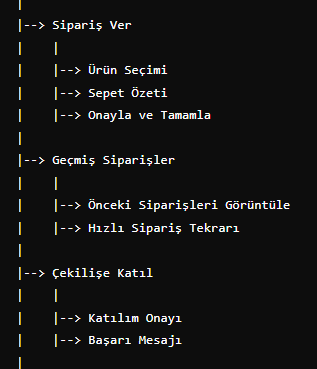 |
|--> Sipariş Ver
|    |
|    |--> Ürün Seçimi
|    |--> Sepet Özeti
|    |--> Onayla ve Tamamla
|
|--> Geçmiş Siparişler
|    |
|    |--> Önceki Siparişleri Görüntüle
|    |--> Hızlı Sipariş Tekrarı
|
|--> Çekilişe Katıl
|    |
|    |--> Katılım Onayı
|    |--> Başarı Mesajı
|